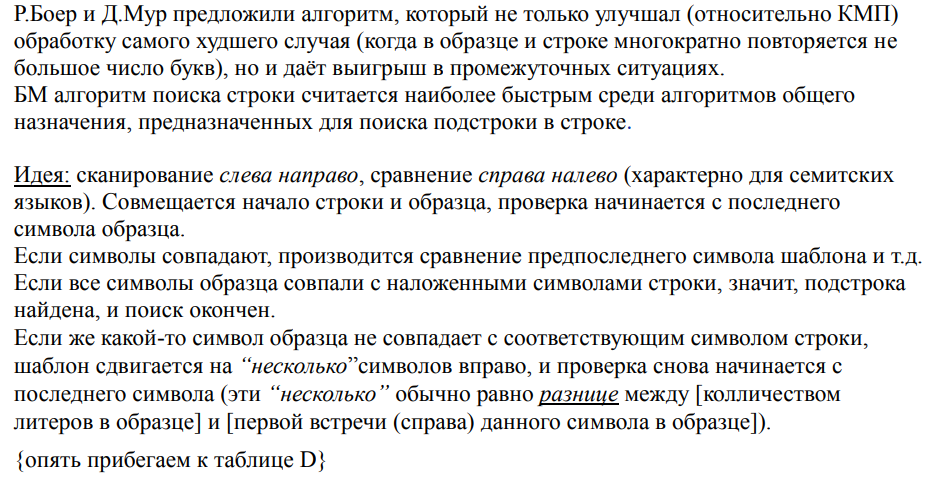 Р.Боер и Д.Мур предложили алгоритм, который не только улучшал (относительно КМП)
обработку самого худшего случая (когда в образце и строке многократно повторяется не
большое число букв), но и даёт выигрыш в промежуточных ситуациях.
БМ алгоритм поиска строки считается наиболее быстрым среди алгоритмов общего
назначения, предназначенных для поиска подстроки в строке.
Идея: сканирование слева направо, сравнение справа налево (характерно для семитских
языков). Совмещается начало строки и образца, проверка начинается с последнего
символа образца.
Если символы совпадают, производится сравнение предпоследнего символа шаблона и т.д.
Если все символы образца совпали с наложенными символами строки, значит, подстрока
найдена, и поиск окончен.
Если же какой-то символ образца не совпадает с соответствующим символом строки,
шаблон сдвигается на “несколько”символов вправо, и проверка снова начинается с
последнего символа (эти “несколько” обычно равно разнице между [колличеством
литеров в образце] и [первой встречи (справа) данного символа в образце]).
{опять прибегаем к таблице D}